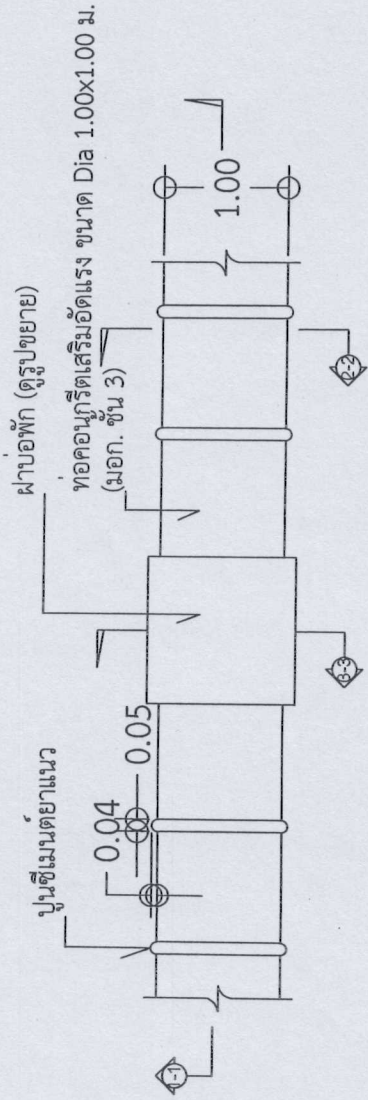 ฝาบ่อพัก (ดูรูปขยาย)
ท่อคอนกรีตเสริมอัดแรง ขนาด Dia 1.00x1.00 ม.
(มอก. ชั้น 3)
ปูนซีเมนต์ยาแนว
0.04
0.05
1.00
1-1
3-3
2-2